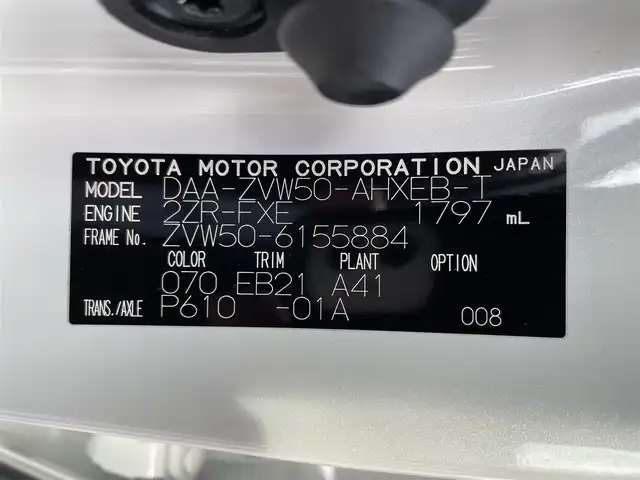 TOYOTA MOTOR CORPORATION JAPAN
MODEL DAA-ZVW50-AHXEB-T
ENGINE 2ZR-FXE 1797 mL
FRAME No. ZVW50-6155884
COLOR TRIM PLANT OPTION
070 EB21 A41
TRANS./AXLE P610 -01A 008